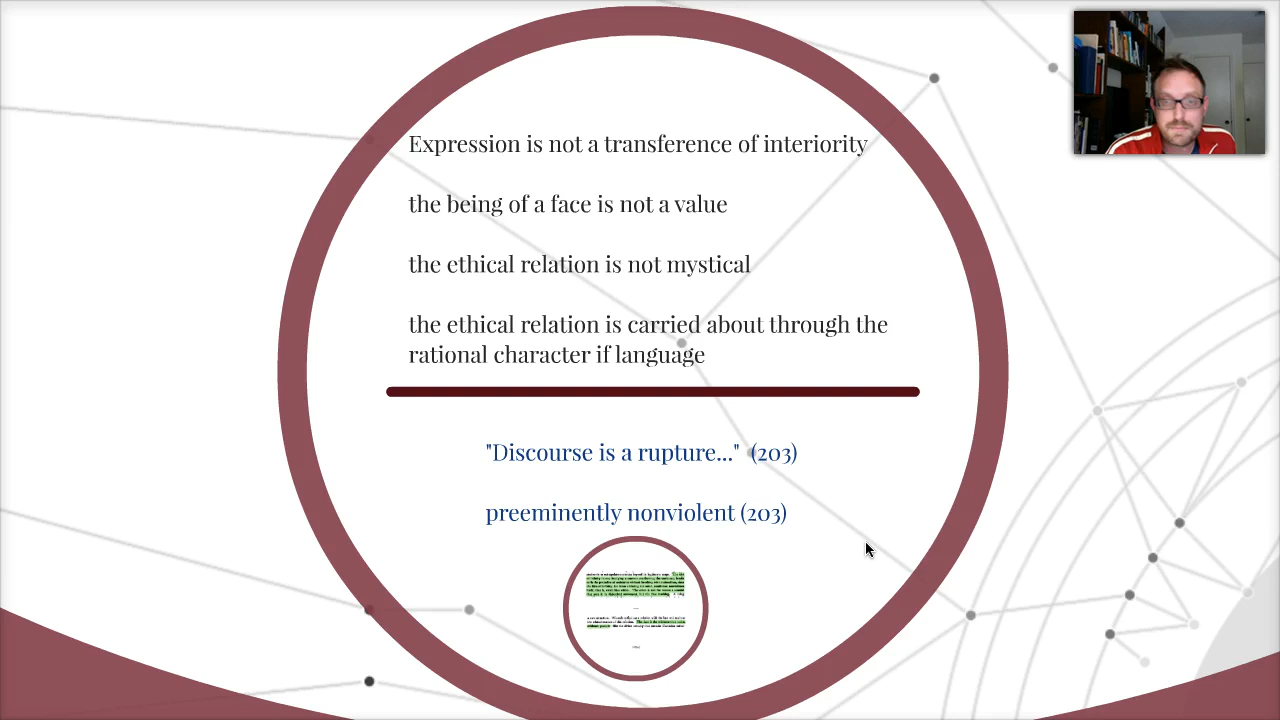 Expression is not a transference of interiority
the being of a face is not a value
the ethical relation is not mystical
the ethical relation is carried about through the
rational character if language
"Discourse is a rupture..." (203)
preeminently nonviolent (203)